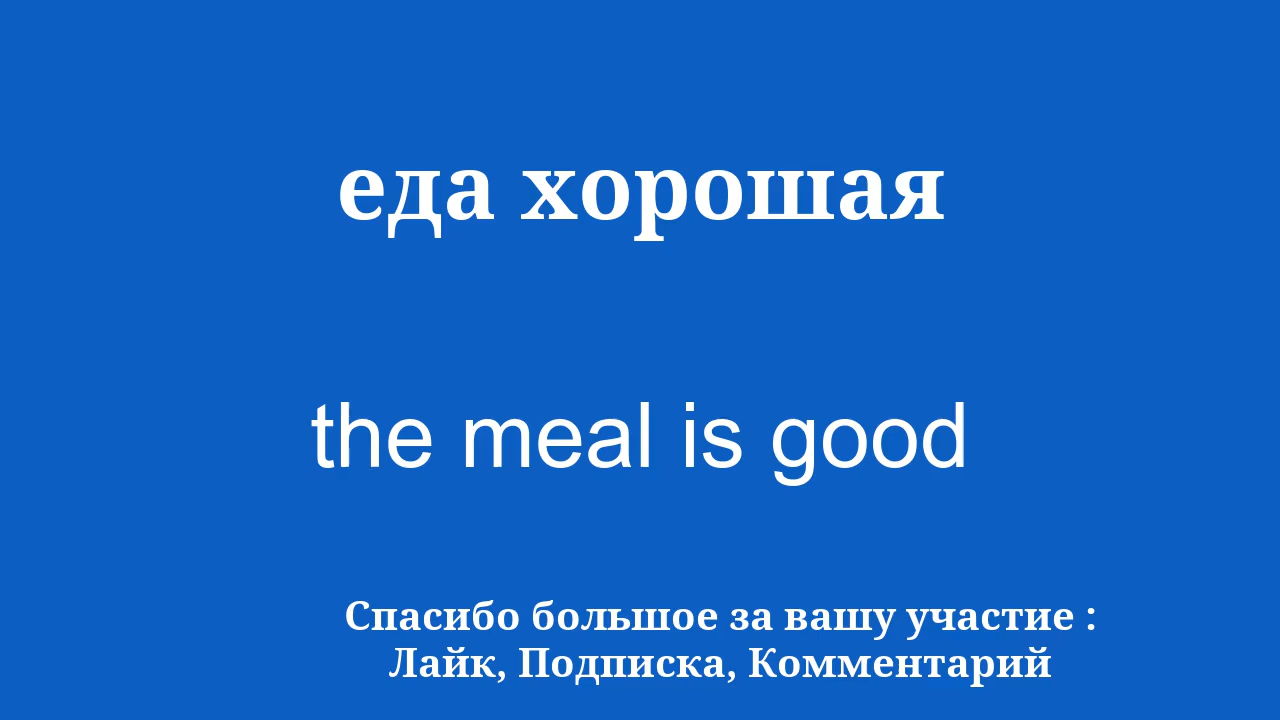 еда хорошая
the meal is good
Спасибо большое за вашу участие :
Лайк, Подписка, Комментарий